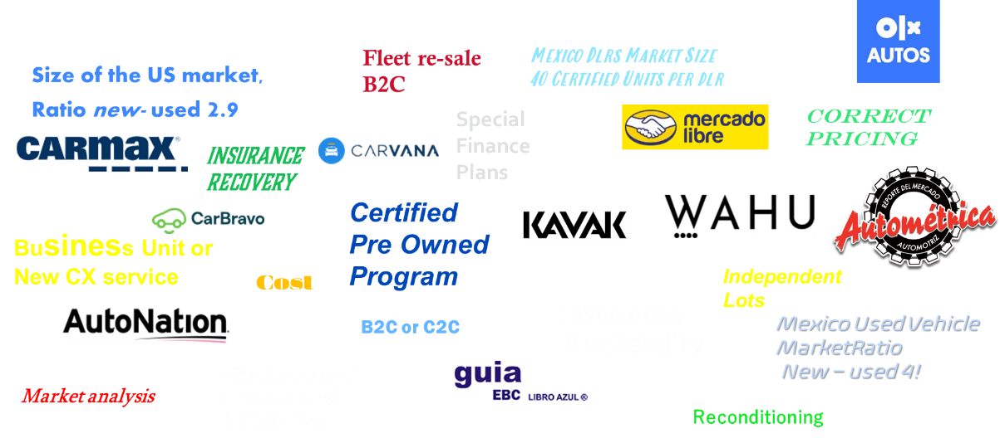 olx
AUTOS
Fleet re-sale
B2C
Mexico Dlrs Market Size
40 Certified Units per dlr
Size of the US market,
Ratio new- used 2.9
Special
Finance
Plans
mercado
libre
CORRECT
PRICING
CARMAX®
INSURANCE
RECOVERY
CARVANA
CarBravo
Certified
Pre Owned
Program
KAVAK
WAHU
REPORTE DEL MERCADO
Autométrica
AUTOMOTRIZ
Business Unit or
New CX service
Cost
Independent
Lots
AutoNation.
B2C or C2C
Availability
Mexico Used Vehicle
MarketRatio
New – used 4!
guia
EBC LIBRO AZUL ®
Market analysis
Reconditioning